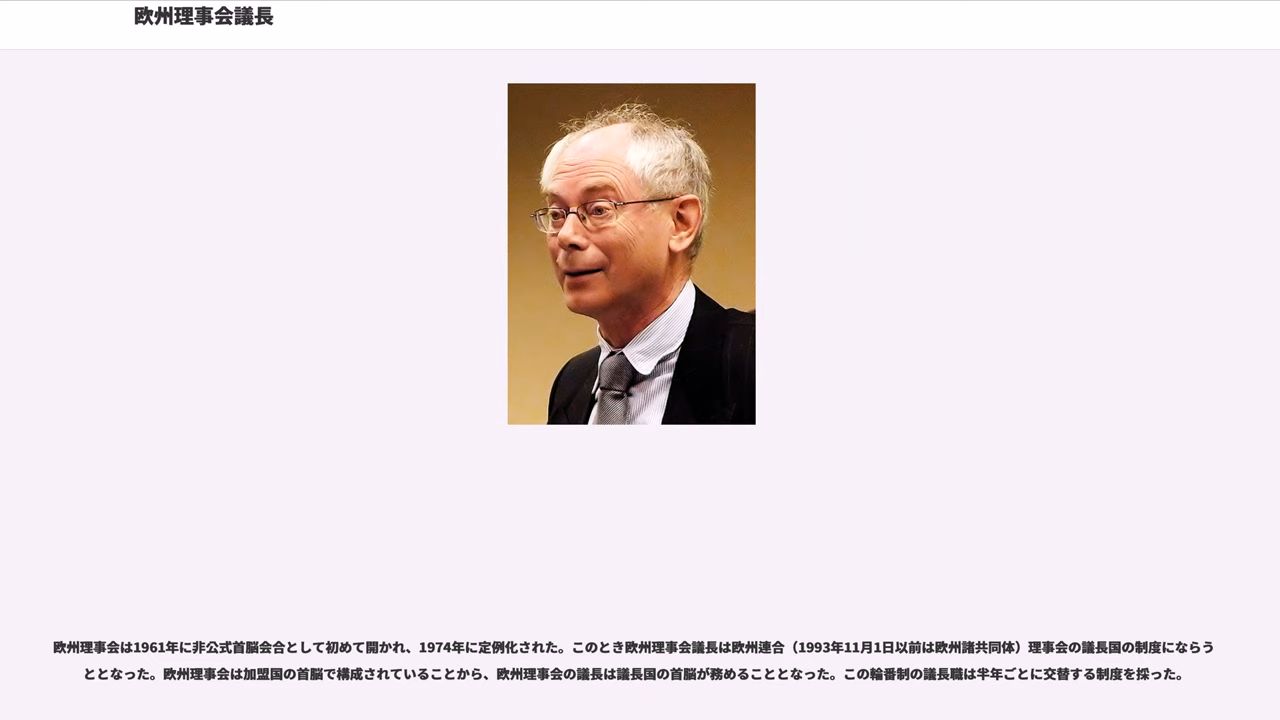 欧州理事会議長
欧州理事会は1961年に非公式首脳会合として初めて開かれ、1974年に定例化された。このとき欧州理事会議長は欧州連合（1993年11月1日以前は欧州諸共同体）理事会の議長国の制度にならう
ととなった。欧州理事会は加盟国の首脳で構成されていることから、欧州理事会の議長は議長国の首脳が務めることとなった。この輪番制の議長職は半年ごとに交替する制度を採った。